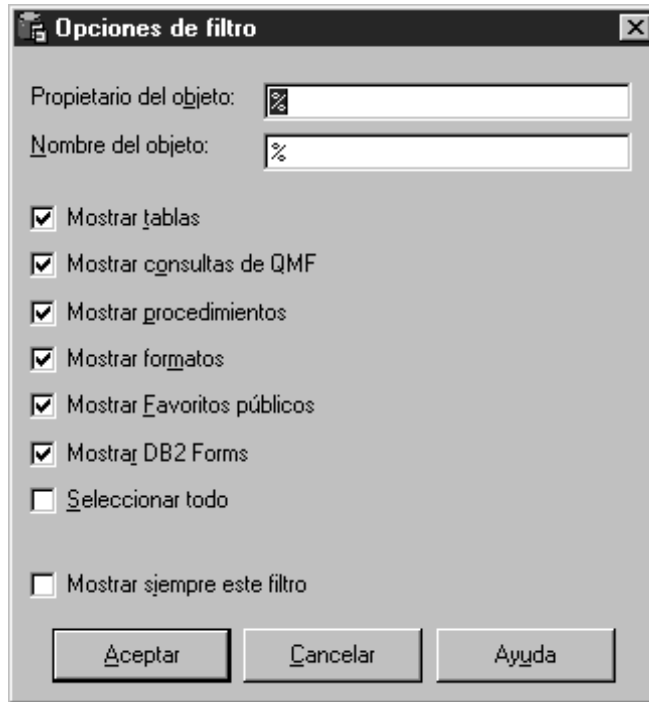 Opciones de filtro
Propietario del objeto: %
Nombre del objeto: %
Mostrar tablas
Mostrar consultas de QMF
Mostrar procedimientos
Mostrar formatos
Mostrar Favoritos públicos
Mostrar DB2 Forms
Seleccionar todo
Mostrar siempre este filtro
Aceptar Cancelar Ayuda